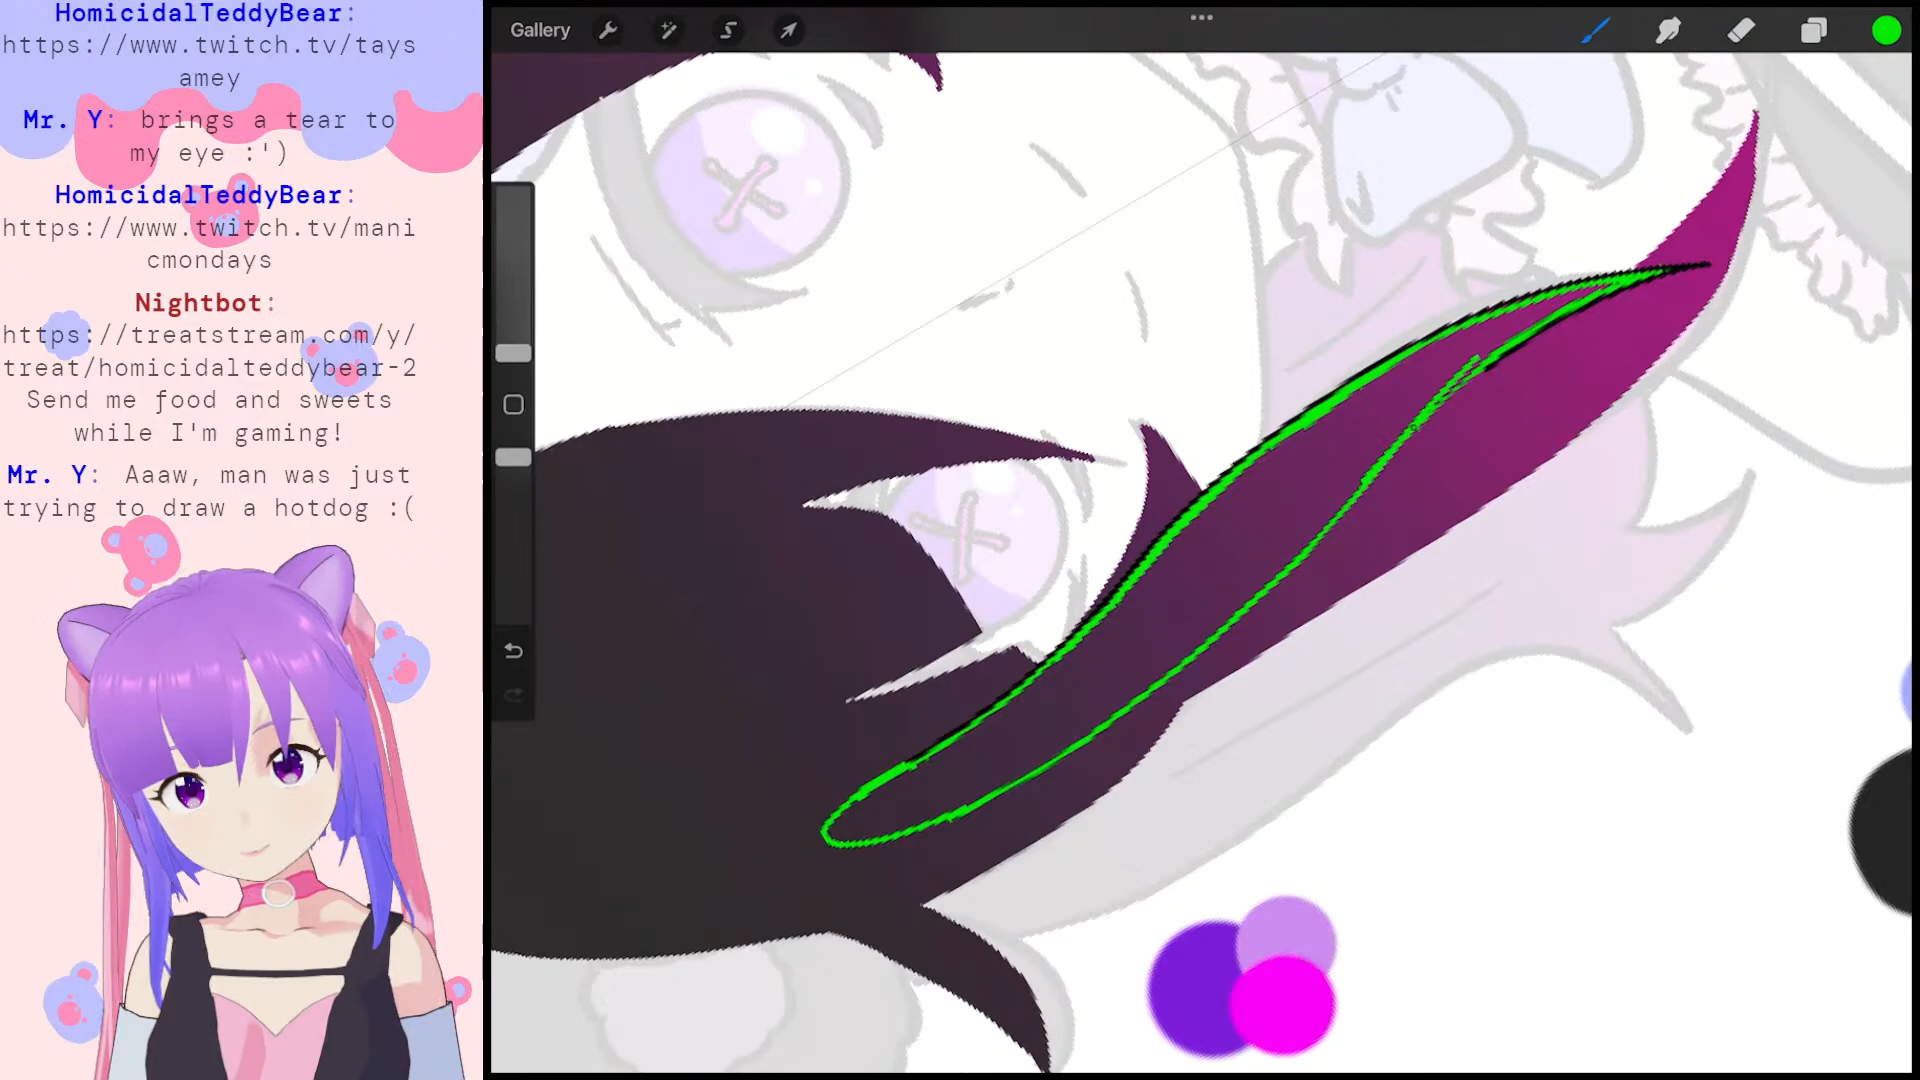 HomicidalTeddyBear:
https://www.twitch.tv/tays
amey
Mr. Y: brings a tear to
my eye :')
HomicidalTeddyBear:
https://www.twitch.tv/mani
cmondays
Nightbot:
https://treatstream.com/y/
treat/homicidalteddybear-2
Send me food and sweets
while I'm gaming!
Mr. Y: Aaaw, man was just
trying to draw a hotdog :(
Gallery